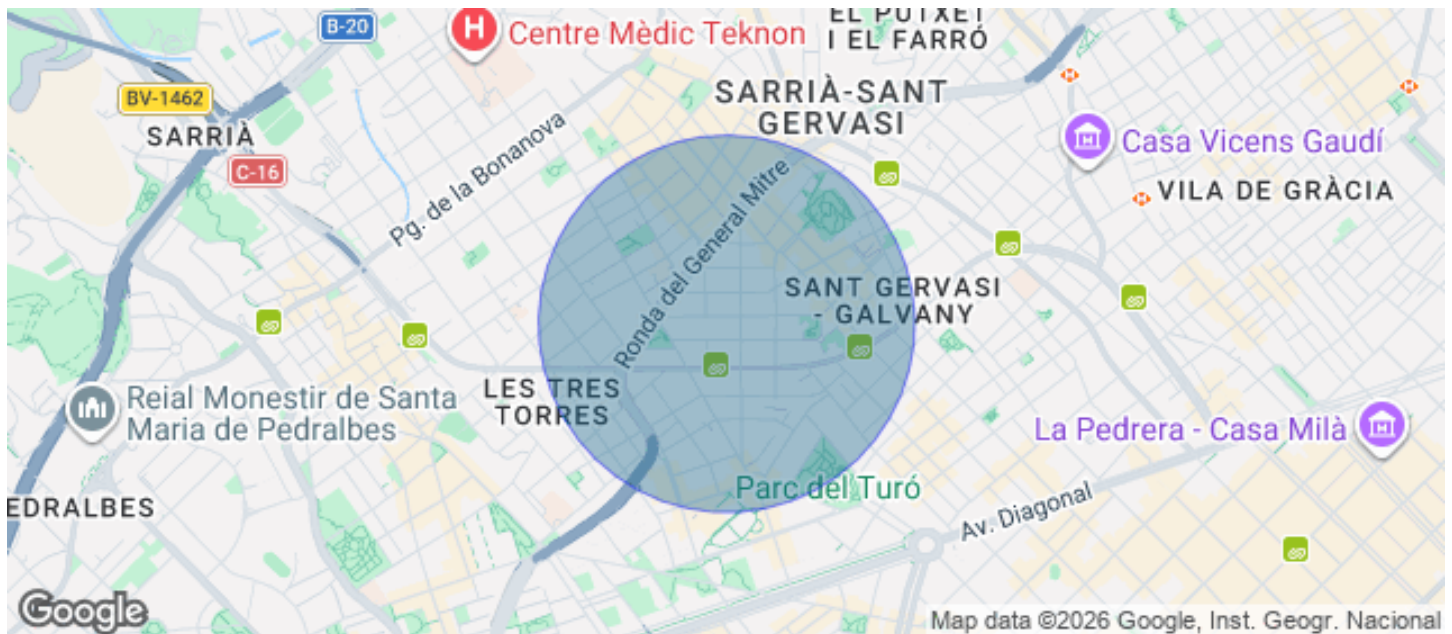 B-20
Centre Mèdic Teknon
EL PUTXET
I EL FARRÓ
BV-1462
SARRIÀ
SARRIÀ-SANT
GERVASI
Casa Vicens Gaudí
C-16
Pg. de la Bonanova
Ronda del General Mitre
VILA DE GRÀCIA
SANT GERVASI
- GALVANY
LES TRES
TORRES
Reial Monestir de Santa
Maria de Pedralbes
La Pedrera - Casa Milà
Parc del Turó
EDRALBES
Av. Diagonal
Google
Map data ©2026 Google, Inst. Geogr. Nacional